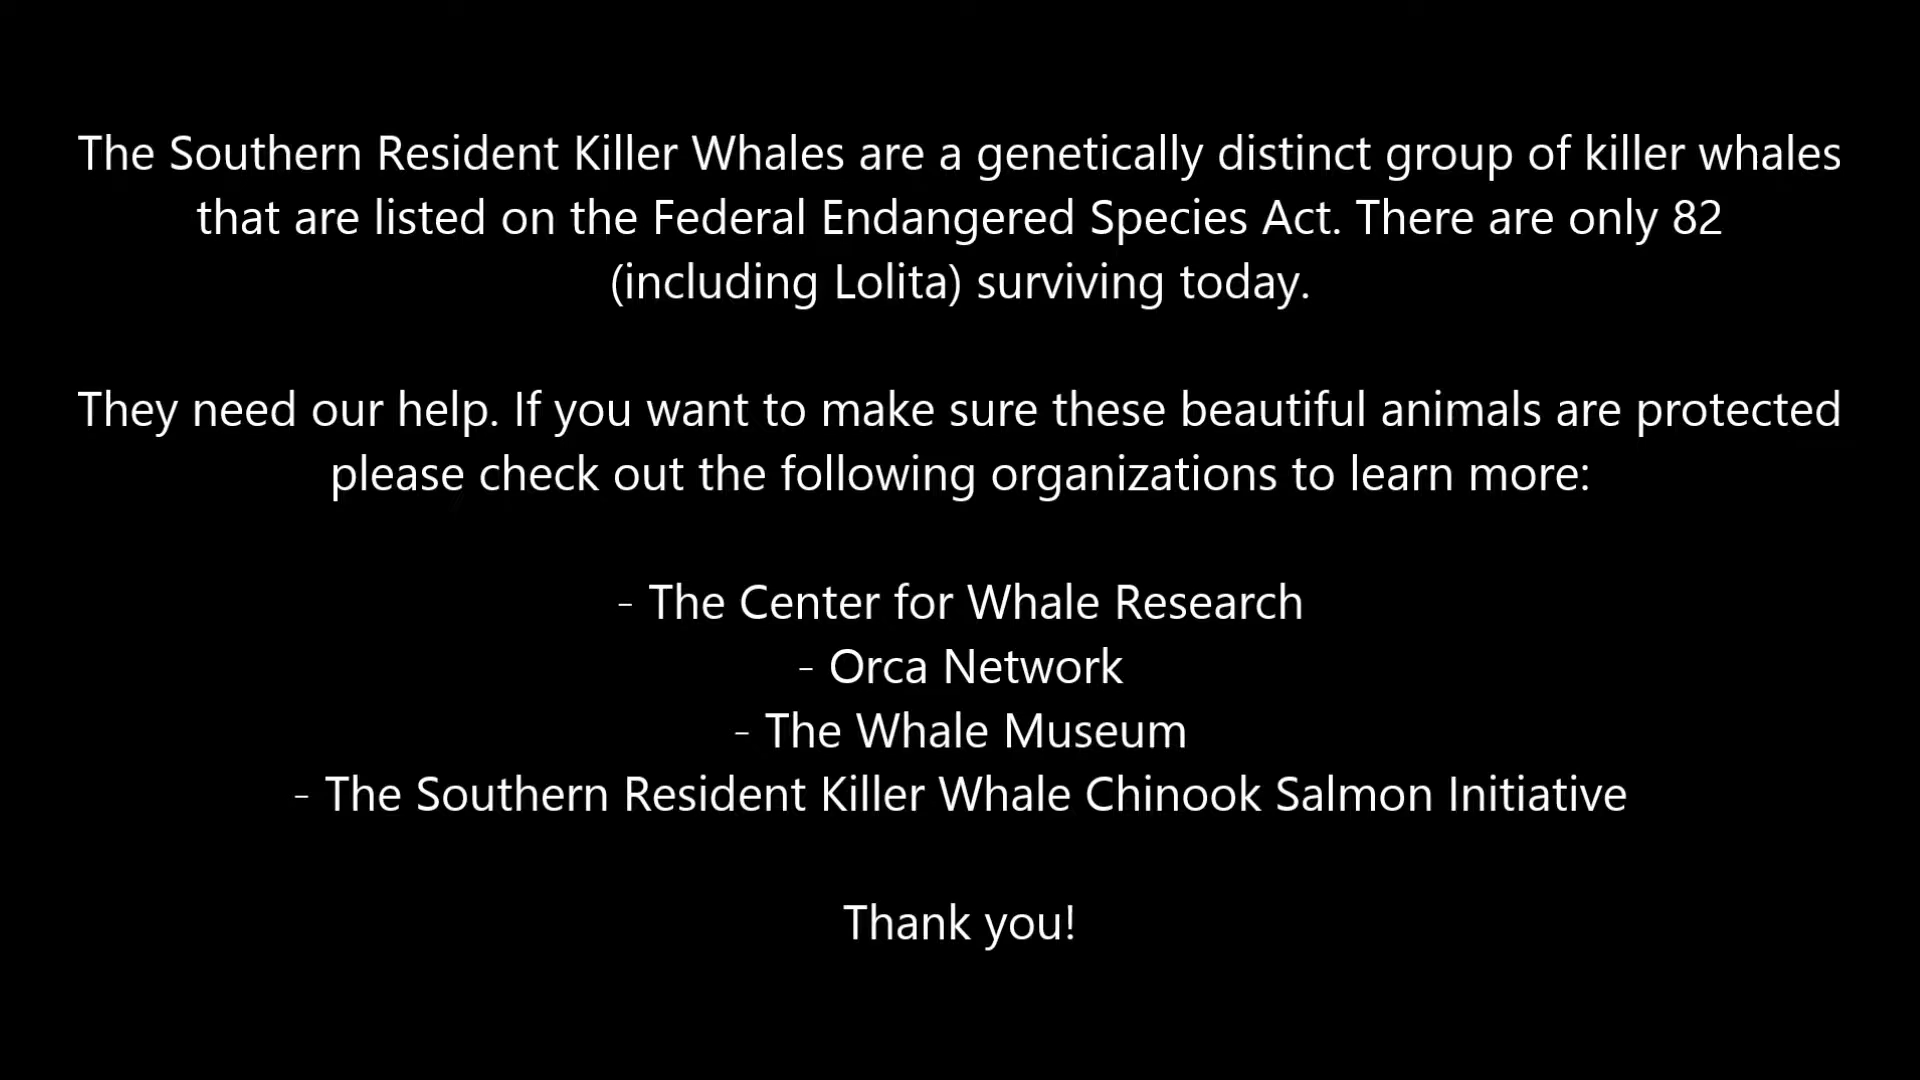 The Southern Resident Killer Whales are a genetically distinct group of killer whales
that are listed on the Federal Endangered Species Act. There are only 82
(including Lolita) surviving today.
They need our help. If you want to make sure these beautiful animals are protected
please check out the following organizations to learn more:
- The Center for Whale Research
- Orca Network
- The Whale Museum
- The Southern Resident Killer Whale Chinook Salmon Initiative
Thank you!